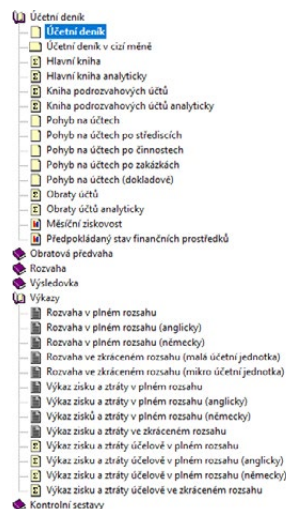 Účetní deník
Účetní deník
Účetní deník v cizí měně
Hlavní kniha
Hlavní kniha analyticky
Kniha podrozvahových účtů
Kniha podrozvahových účtů analyticky
Pohyb na účtech
Pohyb na účtech po střediscích
Pohyb na účtech po činnostech
Pohyb na účtech po zakázkách
Pohyb na účtech (dokladově)
Obraty účtů
Obraty účtů analyticky
Měsíční ziskovost
Předpokládaný stav finančních prostředků
Obratová předvaha
Rozvaha
Výsledovka
Výkazy
Rozvaha v plném rozsahu
Rozvaha v plném rozsahu (anglicky)
Rozvaha v plném rozsahu (německy)
Rozvaha ve zkráceném rozsahu (malá účetní jednotka)
Rozvaha ve zkráceném rozsahu (mikro účetní jednotka)
Výkaz zisku a ztráty v plném rozsahu
Výkaz zisku a ztráty v plném rozsahu (anglicky)
Výkaz zisků a ztráty v plném rozsahu (německy)
Výkaz zisku a ztráty ve zkráceném rozsahu
Výkaz zisku a ztráty účelově v plném rozsahu
Výkaz zisku a ztráty účelově v plném rozsahu (anglicky)
Výkaz zisku a ztráty účelově v plném rozsahu (německy)
Výkaz zisku a ztráty účelově ve zkráceném rozsahu
Kontrolní sestavy